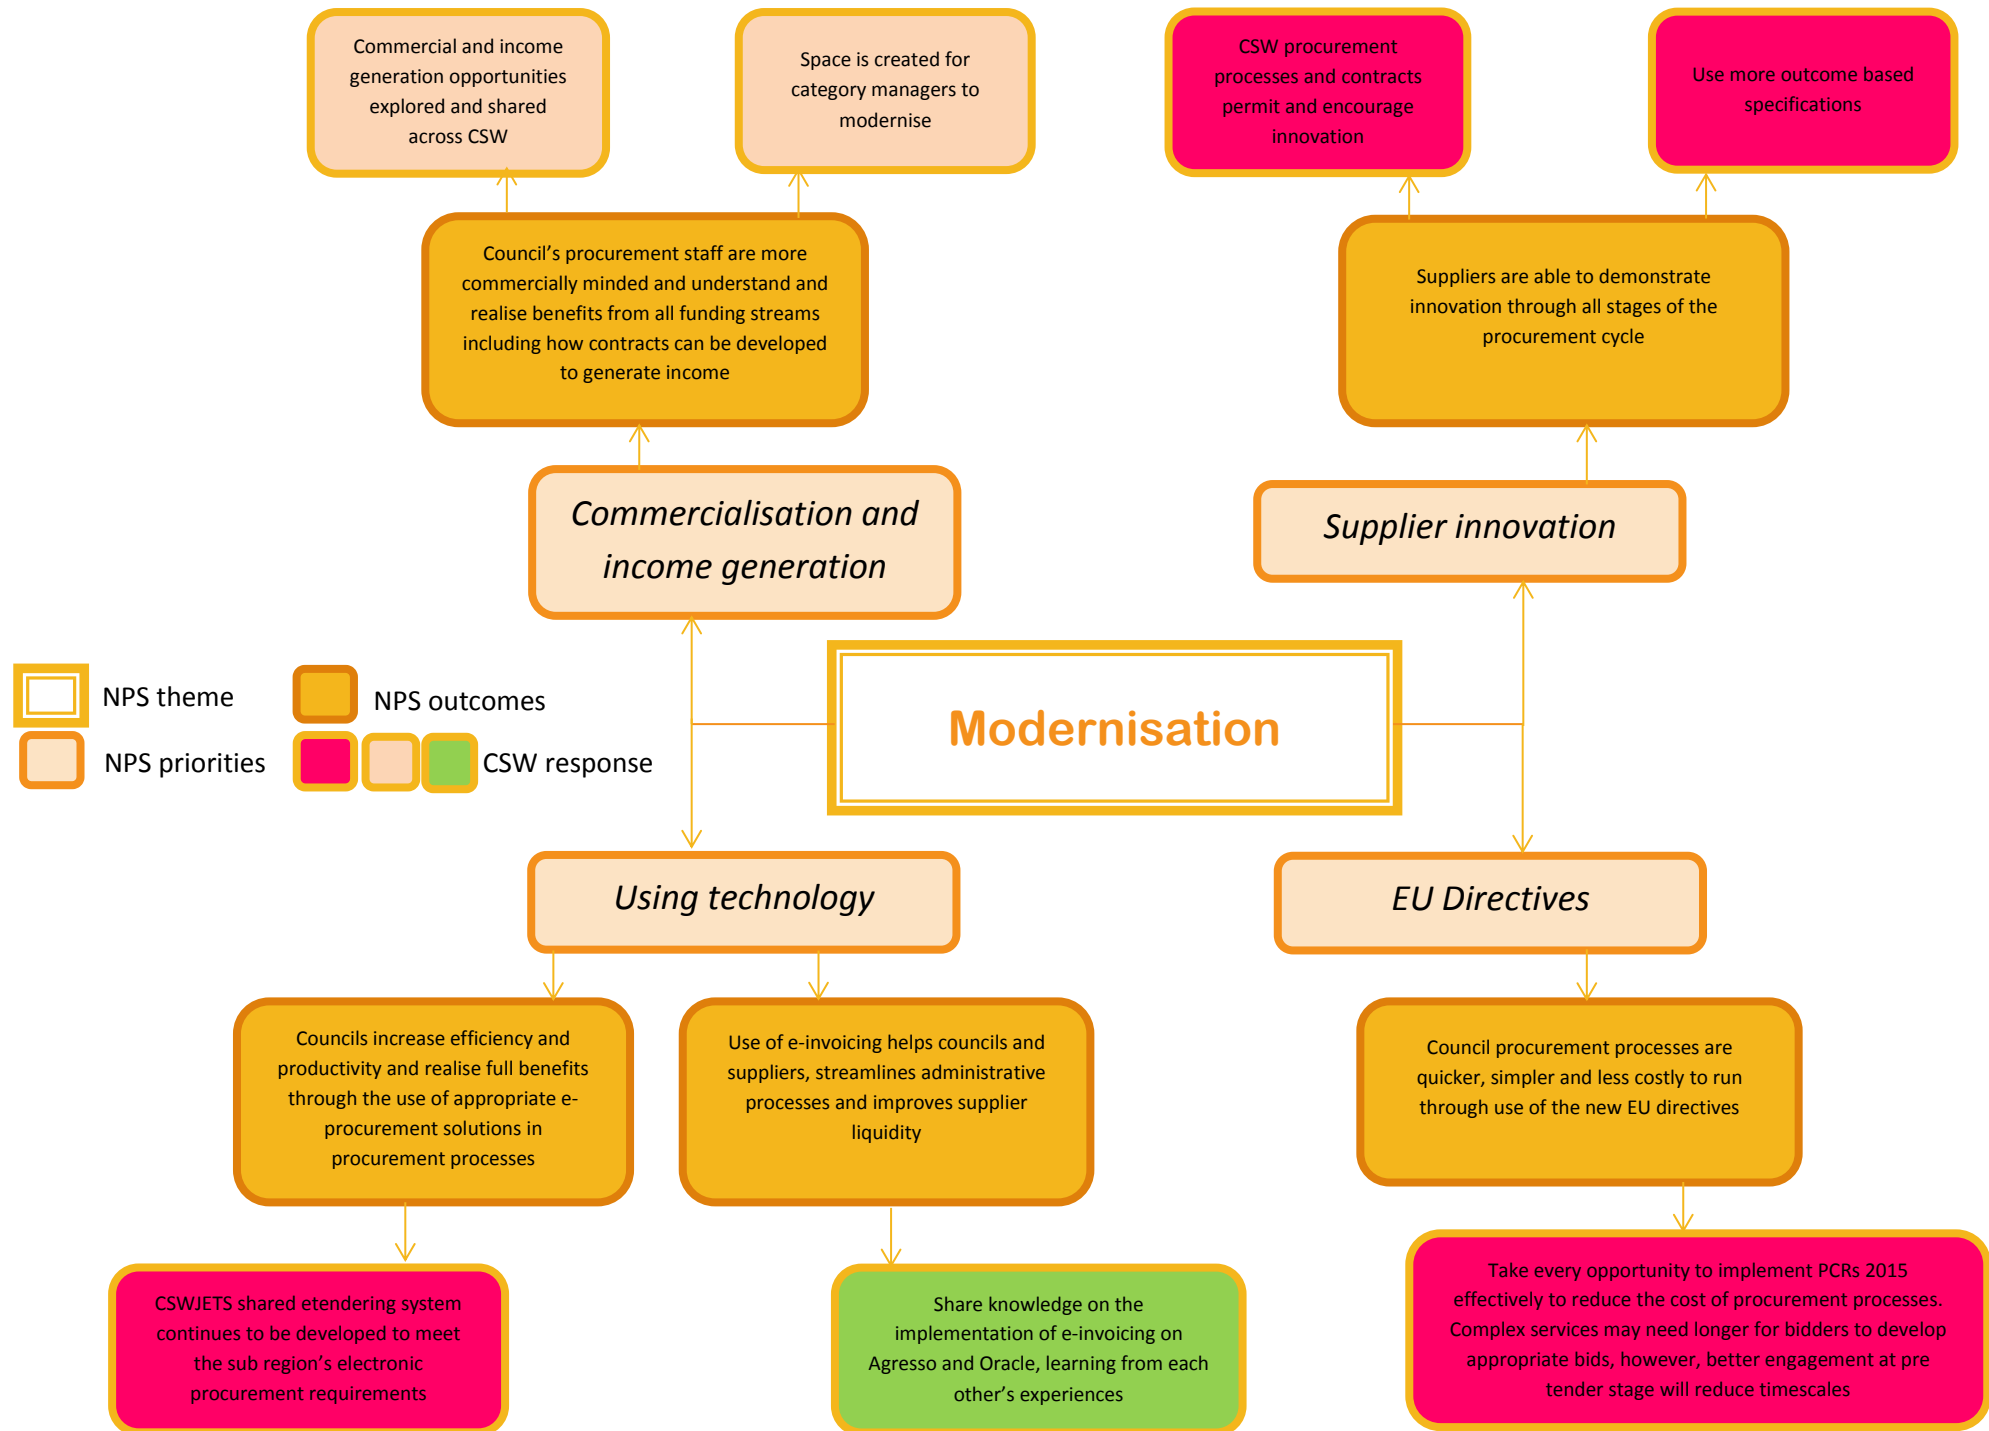 Commercial and income
generation opportunities
explored and shared
across CSW
Space is created for
category managers to
modernise
CSW procurement
processes and contracts
permit and encourage
innovation
Use more outcome based
specifications
Council’s procurement staff are more
commercially minded and understand and
realise benefits from all funding streams
including how contracts can be developed
to generate income
Suppliers are able to demonstrate
innovation through all stages of the
procurement cycle
Commercialisation and
income generation
Supplier innovation
NPS theme
NPS outcomes
NPS priorities
CSW response
Modernisation
Using technology
EU Directives
Councils increase efficiency and
productivity and realise full benefits
through the use of appropriate e-
procurement solutions in
procurement processes
Use of e-invoicing helps councils and
suppliers, streamlines administrative
processes and improves supplier
liquidity
Council procurement processes are
quicker, simpler and less costly to run
through use of the new EU directives
CSWJETS shared etendering system
continues to be developed to meet
the sub region’s electronic
procurement requirements
Share knowledge on the
implementation of e-invoicing on
Agresso and Oracle, learning from each
other’s experiences
Take every opportunity to implement PCRs 2015
effectively to reduce the cost of procurement processes.
Complex services may need longer for bidders to develop
appropriate bids, however, better engagement at pre
tender stage will reduce timescales